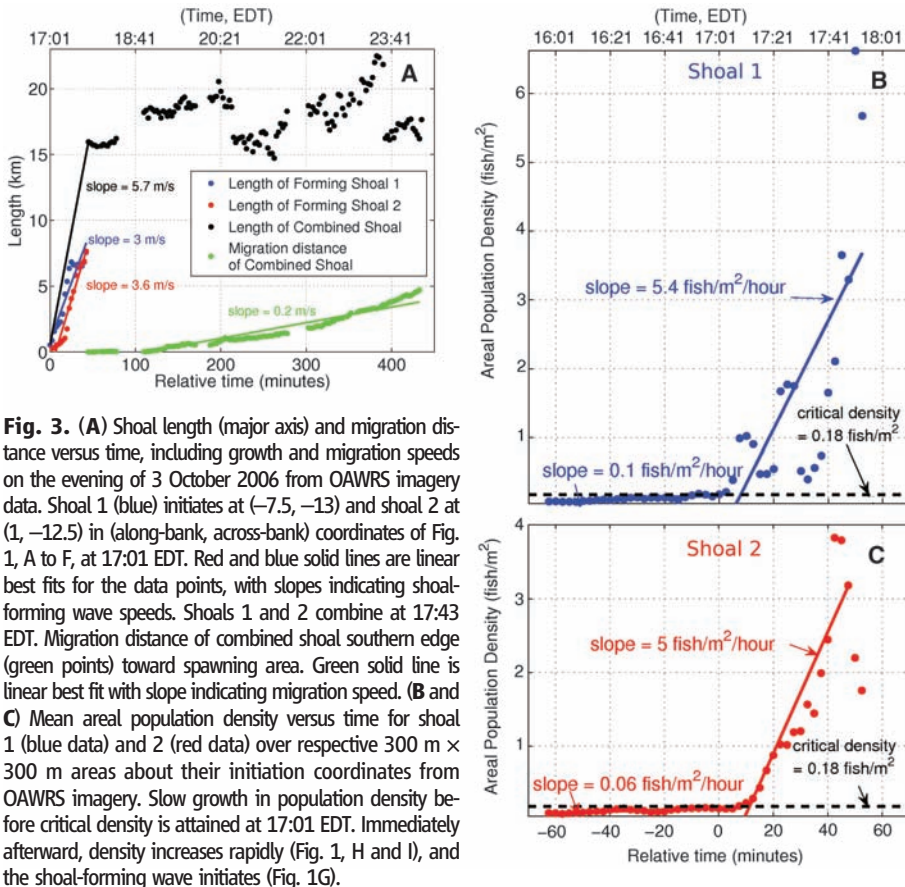 (Time, EDT)
17:01 18:41 20:21 22:01 23:41
A
20
15
10
5
0
Length (km)
slope = 5.7 m/s
slope = 3 m/s
slope = 3.6 m/s
slope = 0.2 m/s
Length of Forming Shoal 1
Length of Forming Shoal 2
Length of Combined Shoal
Migration distance
of Combined Shoal
0 100 200 300 400
Relative time (minutes)
Fig. 3. (A) Shoal length (major axis) and migration dis-
tance versus time, including growth and migration speeds
on the evening of 3 October 2006 from OAWRS imagery
data. Shoal 1 (blue) initiates at (–7.5, –13) and shoal 2 at
(1, –12.5) in (along-bank, across-bank) coordinates of Fig.
1, A to F, at 17:01 EDT. Red and blue solid lines are linear
best fits for the data points, with slopes indicating shoal-
forming wave speeds. Shoals 1 and 2 combine at 17:43
EDT. Migration distance of combined shoal southern edge
(green points) toward spawning area. Green solid line is
linear best fit with slope indicating migration speed. (B and
C) Mean areal population density versus time for shoal
1 (blue data) and 2 (red data) over respective 300 m ×
300 m areas about their initiation coordinates from
OAWRS imagery. Slow growth in population density be-
fore critical density is attained at 17:01 EDT. Immediately
afterward, density increases rapidly (Fig. 1, H and I), and
the shoal-forming wave initiates (Fig. 1G).
(Time, EDT)
16:01 16:21 16:41 17:01 17:21 17:41 18:01
Shoal 1
B
6
5
4
3
2
1
Areal Population Density (fish/m²)
slope = 5.4 fish/m²/hour
critical density
= 0.18 fish/m²
slope = 0.1 fish/m²/hour
Shoal 2
C
4
3
2
1
Areal Population Density (fish/m²)
slope = 5 fish/m²/hour
critical density
= 0.18 fish/m²
slope = 0.06 fish/m²/hour
−60 −40 −20 0 20 40 60
Relative time (minutes)